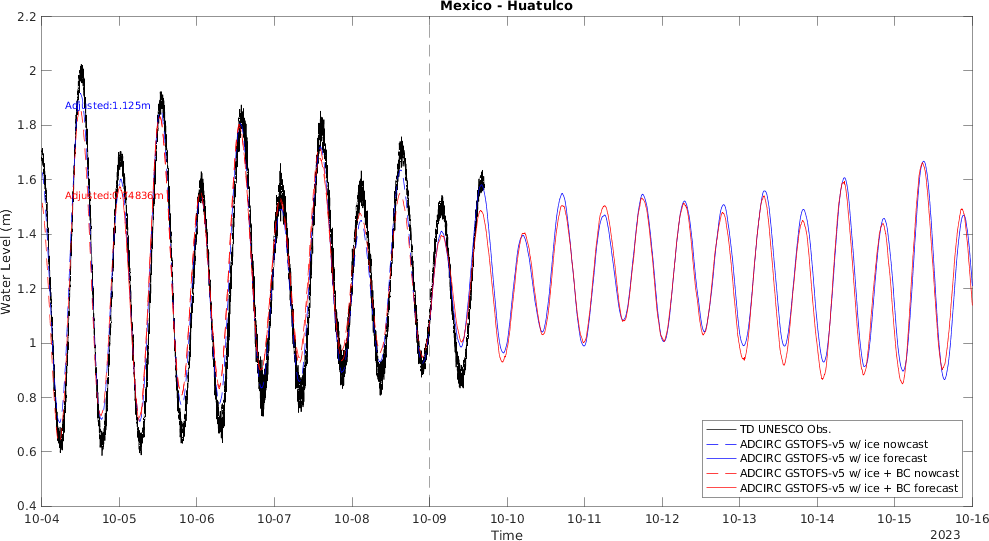 Mexico - Huatulco
Water Level (m)
2.2
2
1.8
1.6
1.4
1.2
1
0.8
0.6
0.4
Adjusted:1.125m
10-04
10-05
10-06
10-07
10-08
10-09
10-10
10-11
10-12
10-13
10-14
10-15
10-16
Time
2023
TD UNESCO Obs.
ADCIRC GSTOFS-v5 w/ ice nowcast
ADCIRC GSTOFS-v5 w/ ice forecast
ADCIRC GSTOFS-v5 w/ ice + BC nowcast
ADCIRC GSTOFS-v5 w/ ice + BC forecast